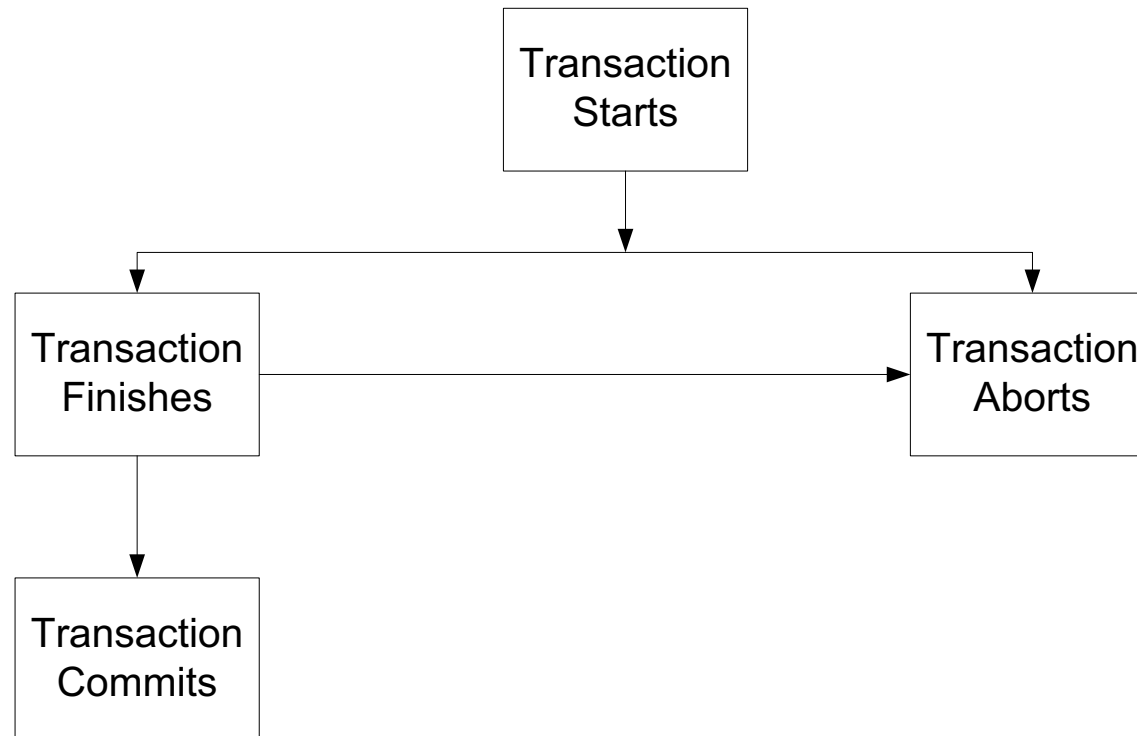 Transaction
Starts
Transaction
Finishes
Transaction
Aborts
Transaction
Commits